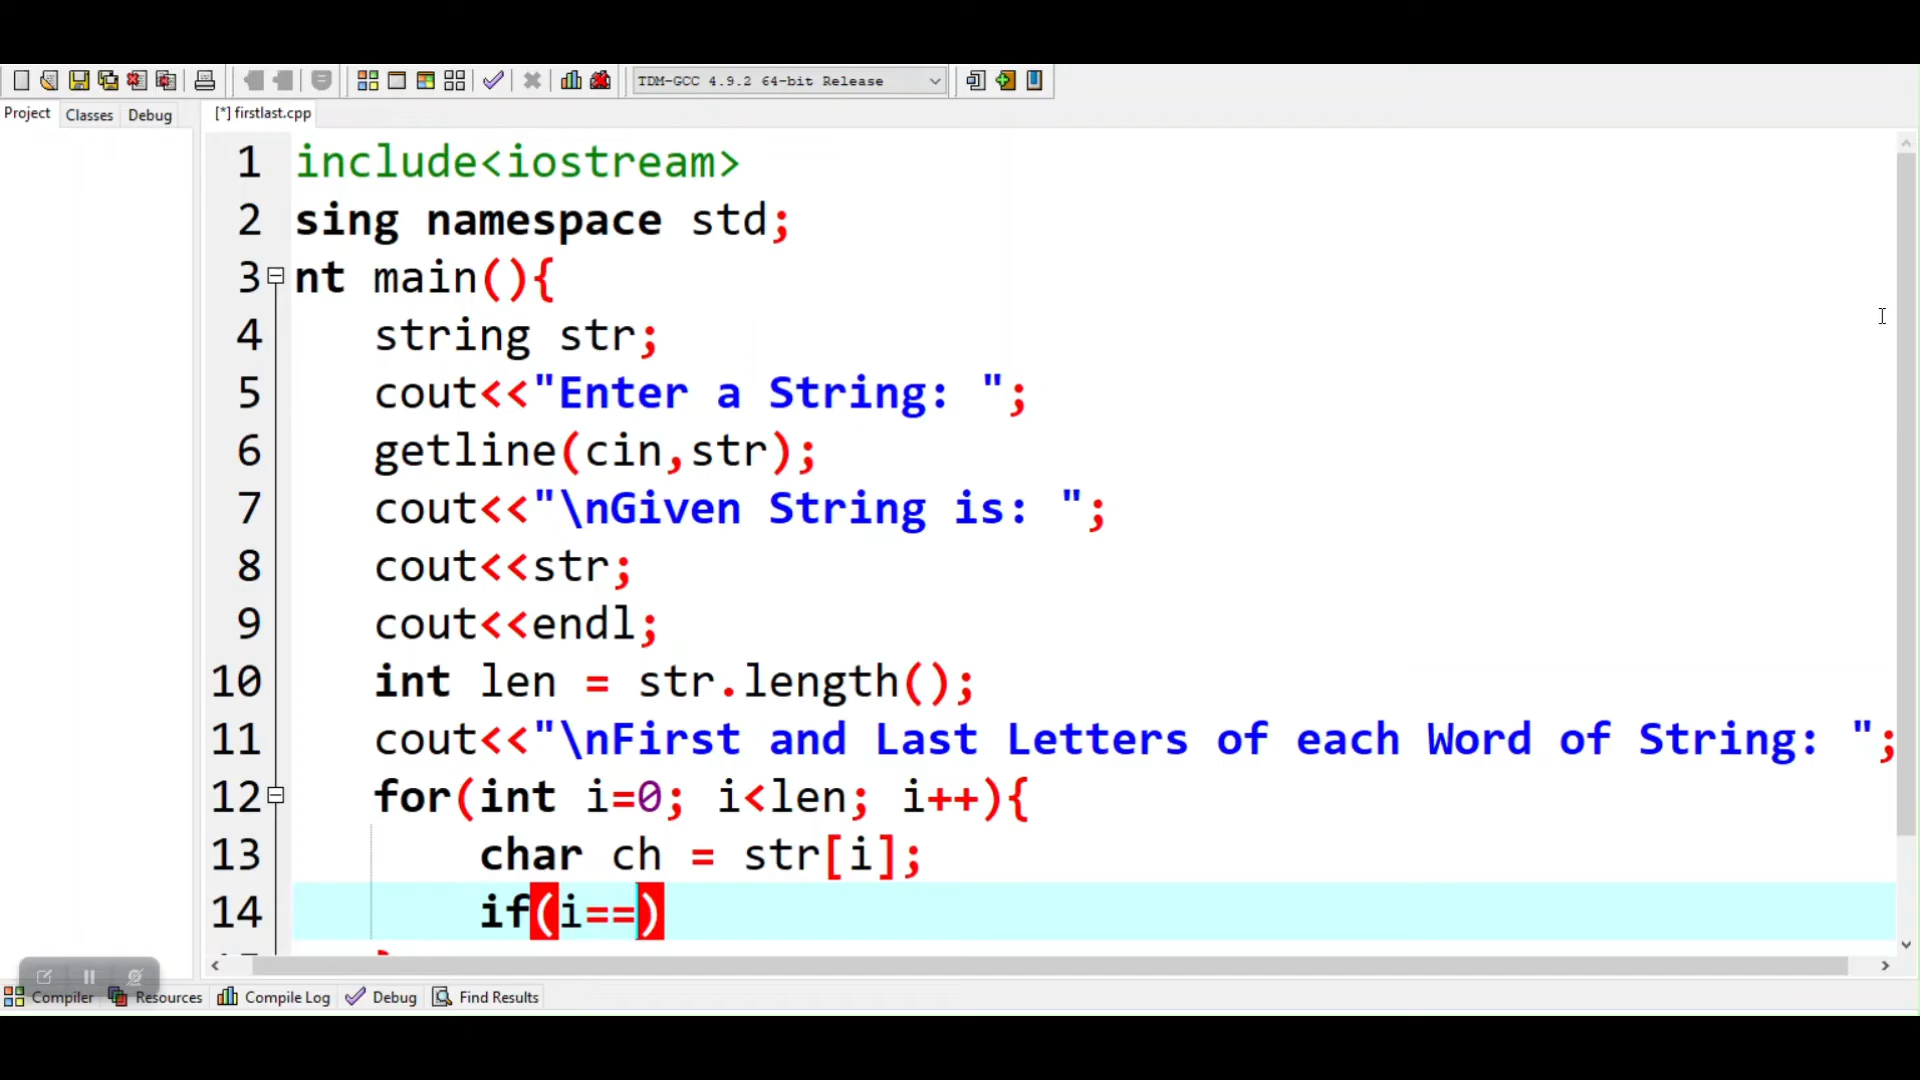 TDM-GCC 4.9.2 64-bit Release
Project Classes Debug [*] firstlast.cpp
1 include<iostream>
2 sing namespace std;
3 nt main(){
4 string str;
5 cout<<"Enter a String: ";
6 getline(cin,str);
7 cout<<"\nGiven String is: ";
8 cout<<str;
9 cout<<endl;
10 int len = str.length();
11 cout<<"\nFirst and Last Letters of each Word of String: ";
12 for(int i=0; i<len; i++){
13 char ch = str[i];
14 if(i==)
Compiler Resources Compile Log Debug Find Results